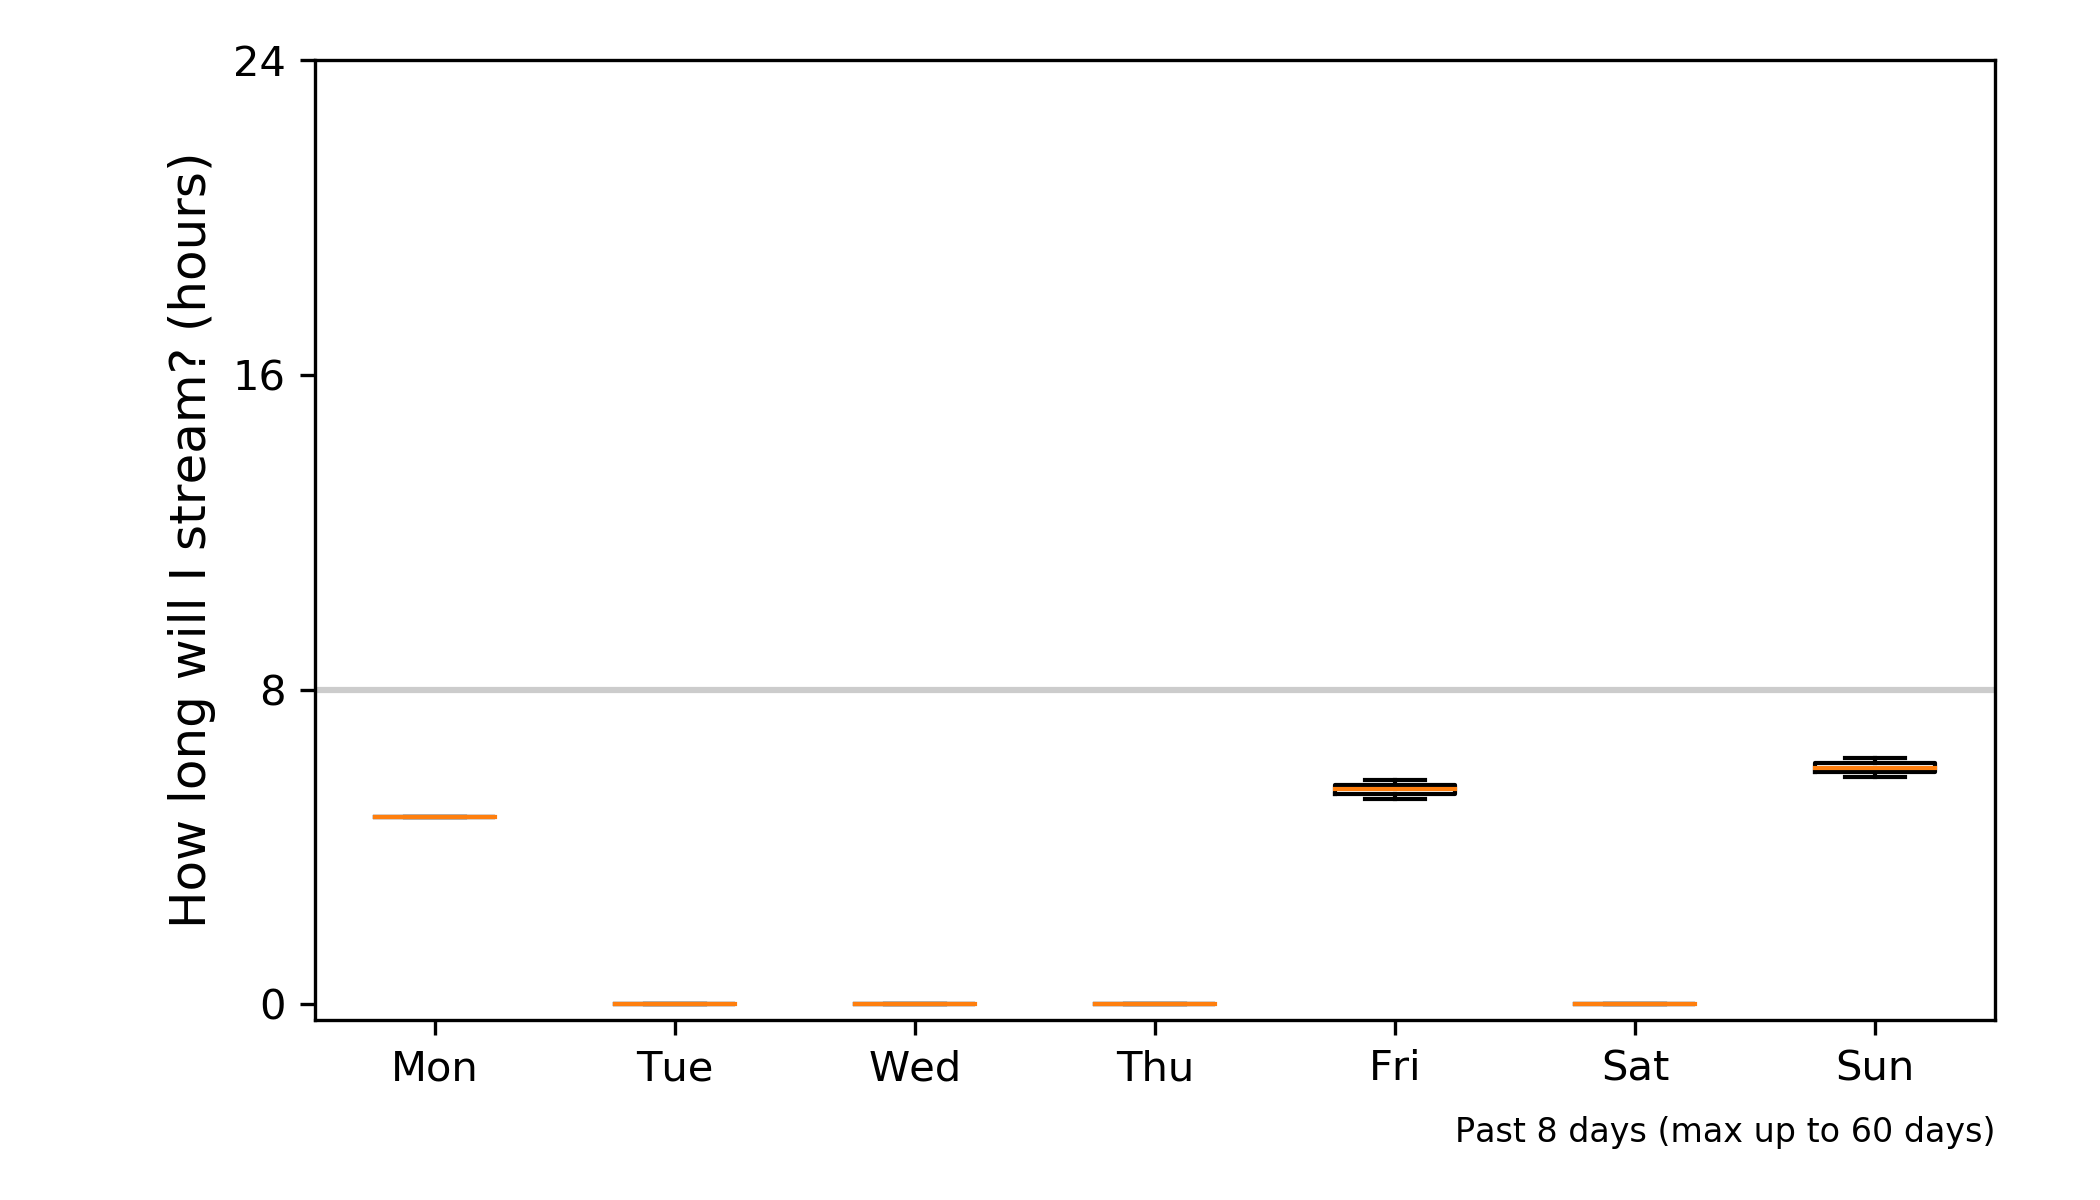 How long will I stream? (hours)
24
16
8
0
Mon Tue Wed Thu Fri Sat Sun
Past 8 days (max up to 60 days)